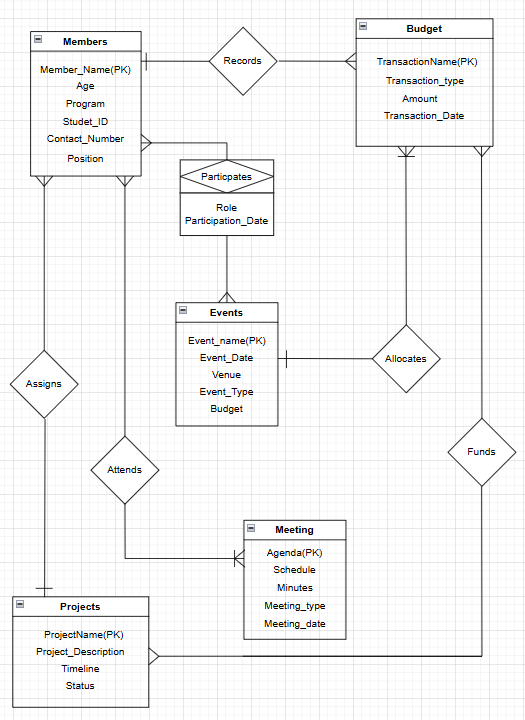 Members
Member_Name(PK)
Age
Program
Studet_ID
Contact_Number
Position
Records
Budget
TransactionName(PK)
Transaction_type
Amount
Transaction_Date
Particpates
Role
Participation_Date
Events
Event_name(PK)
Event_Date
Venue
Event_Type
Budget
Allocates
Assigns
Attends
Funds
Meeting
Agenda(PK)
Schedule
Minutes
Meeting_type
Meeting_date
Projects
ProjectName(PK)
Project_Description
Timeline
Status